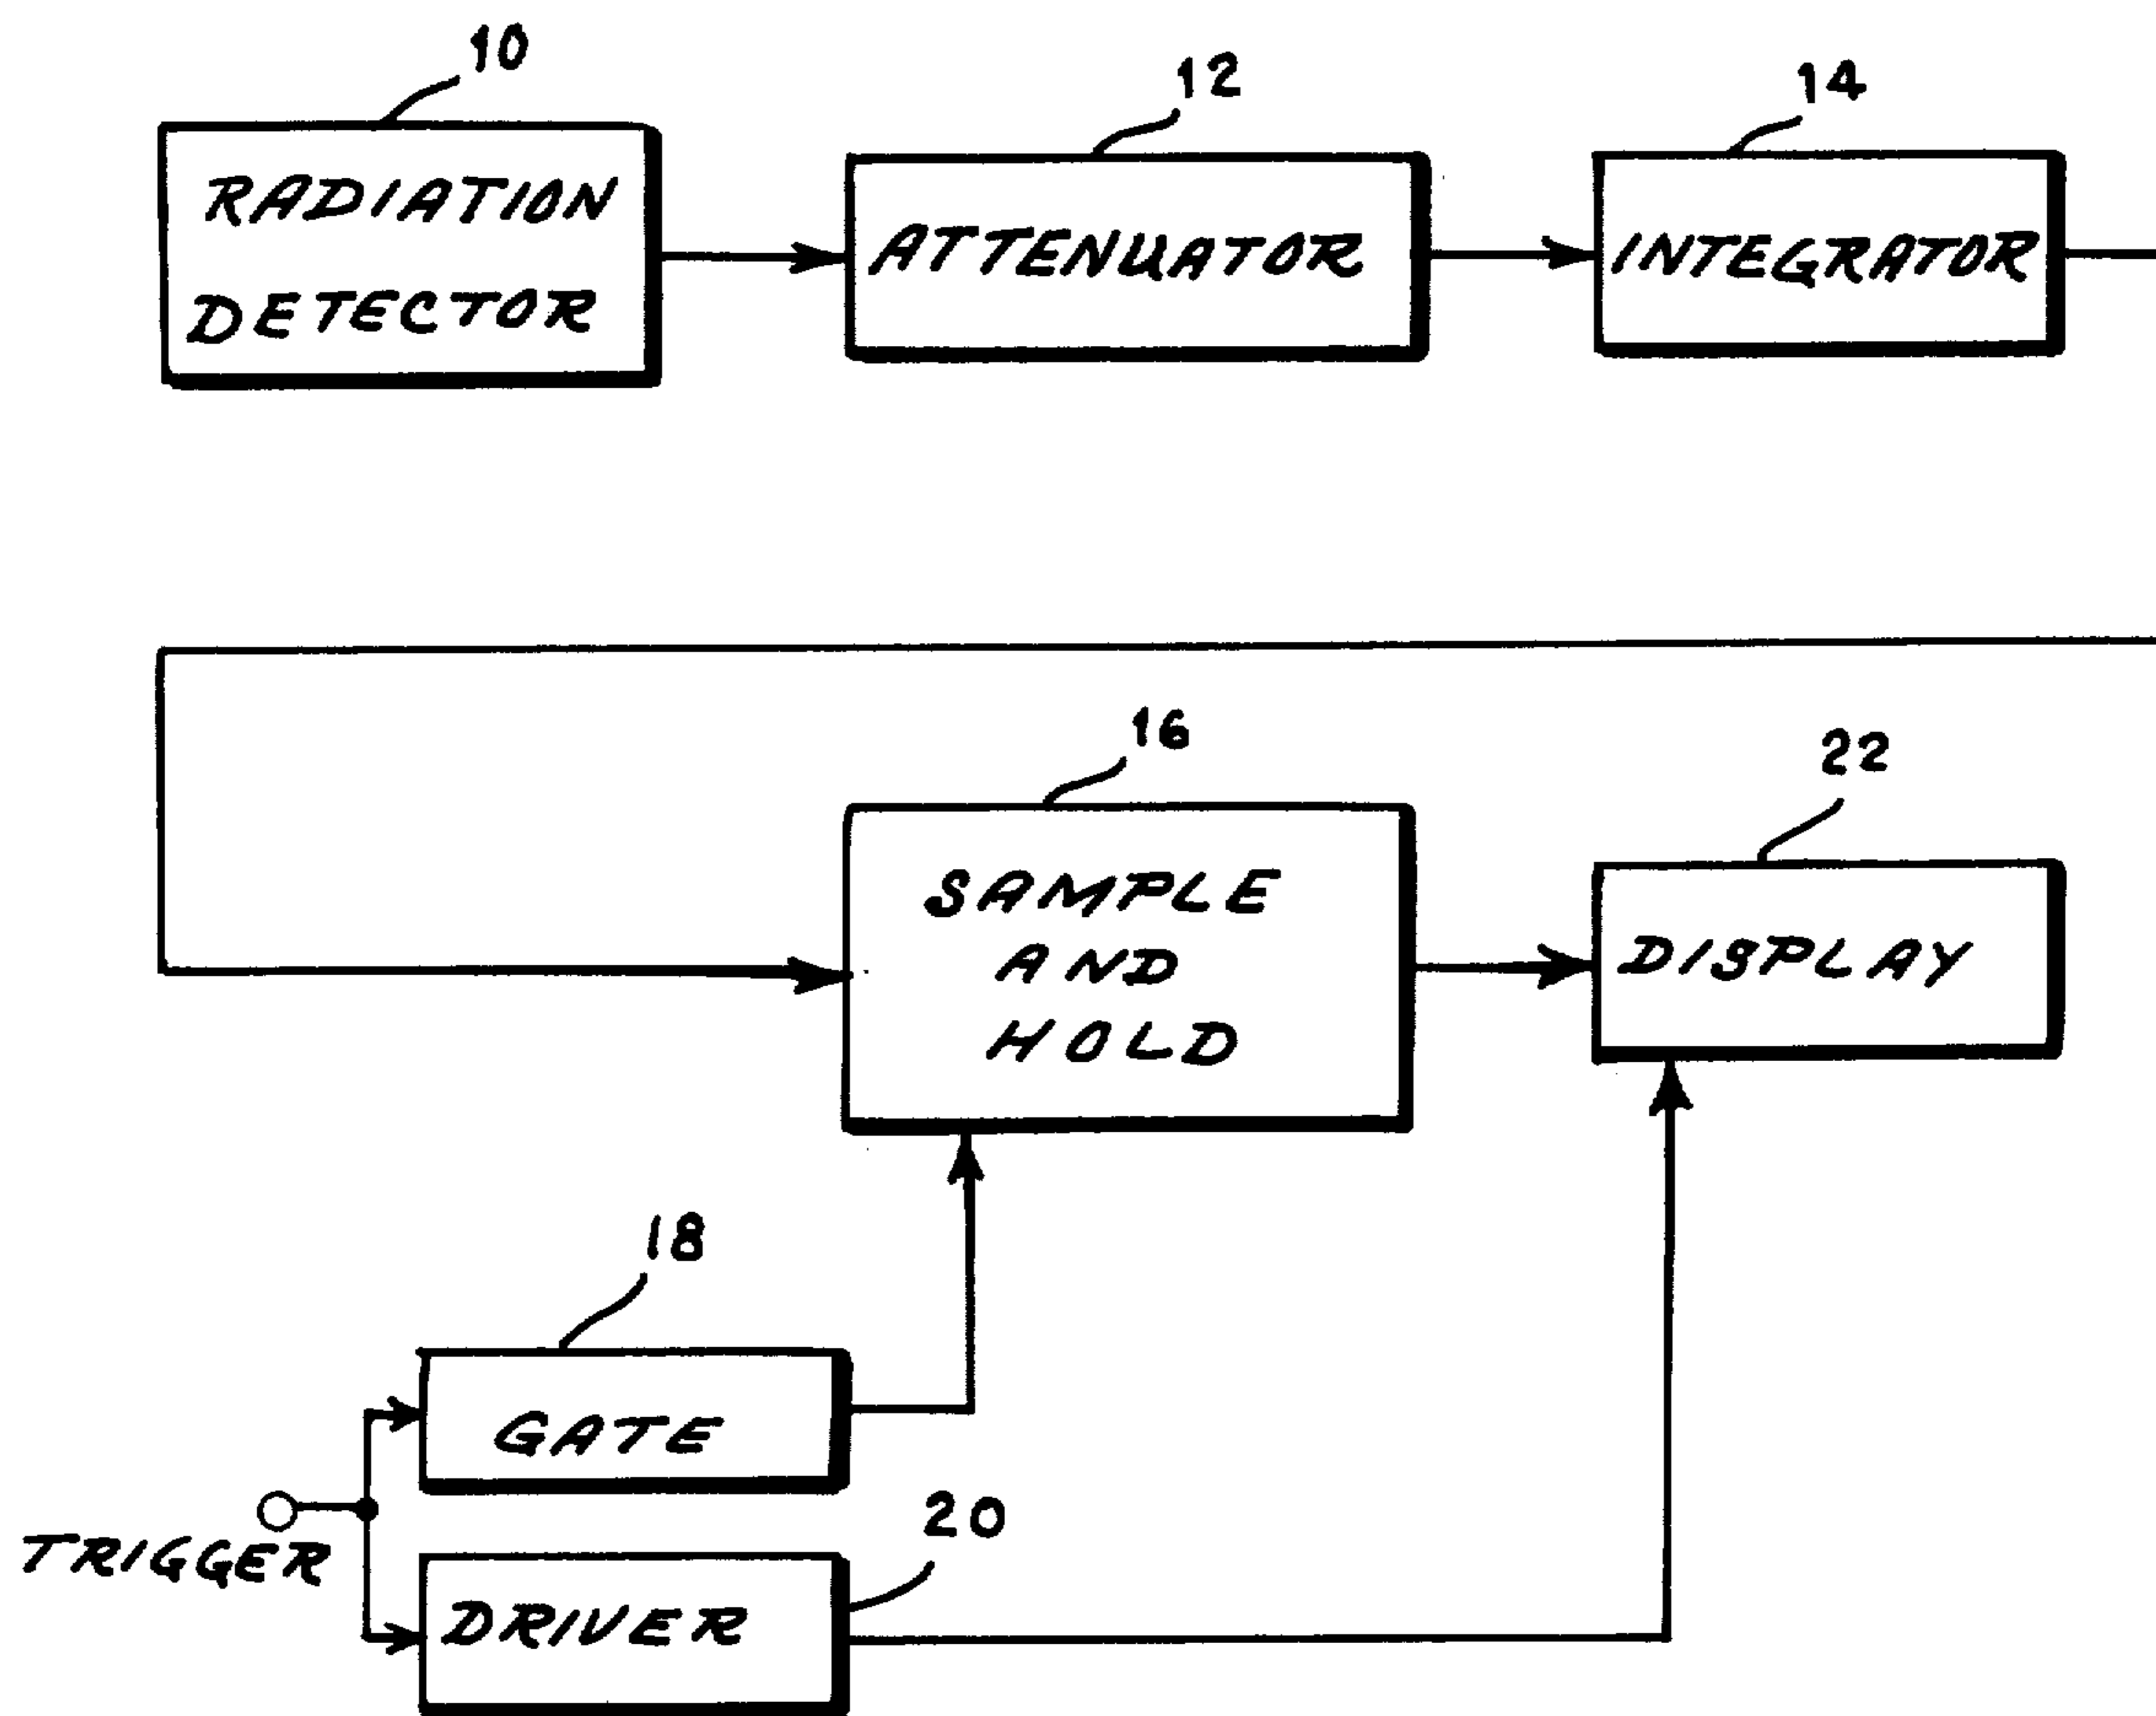 10
12
14
RADIATION
DETECTOR
ATTENUATOR
INTEGRATOR
16
22
SAMPLE
AND
HOLD
DISPLAY
18
GATE
20
TRIGGER
DRIVER